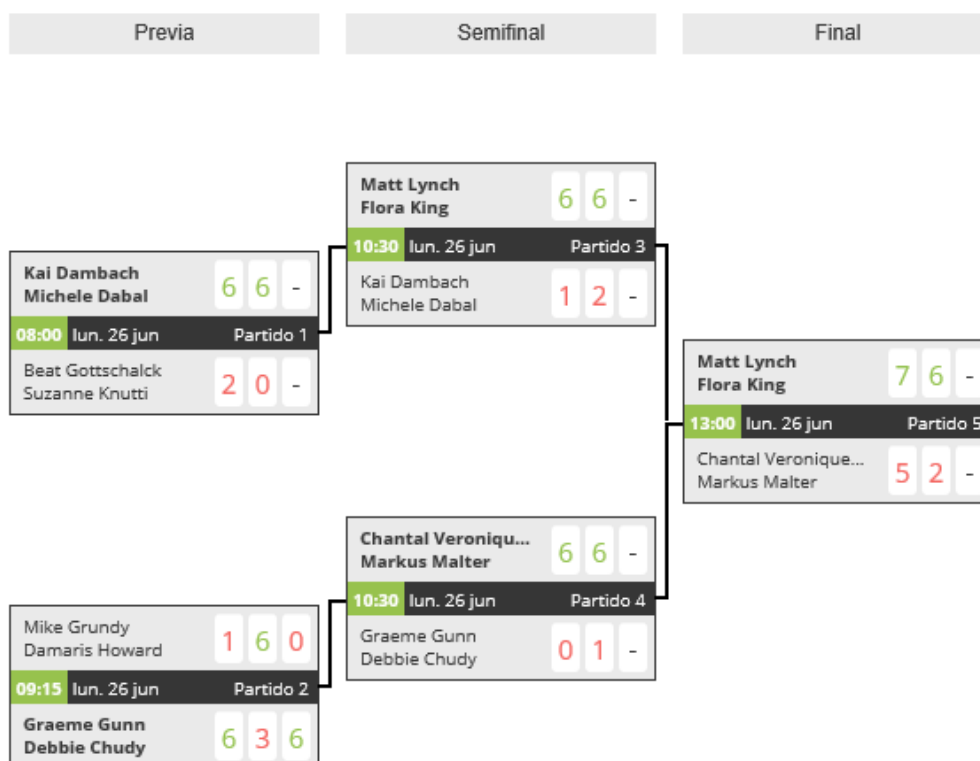 Previa
Semifinal
Final
Matt Lynch
Flora King
6 6 -
10:30 lun. 26 jun Partido 3
Kai Dambach
Michele Dabal
1 2 -
Kai Dambach
Michele Dabal
6 6 -
08:00 lun. 26 jun Partido 1
Beat Gottschalck
Suzanne Knutti
2 0 -
Matt Lynch
Flora King
7 6 -
13:00 lun. 26 jun Partido 5
Chantal Veronique...
Markus Malter
5 2 -
Chantal Veroniqu...
Markus Malter
6 6 -
10:30 lun. 26 jun Partido 4
Graeme Gunn
Debbie Chudy
0 1 -
Mike Grundy
Damaris Howard
1 6 0
09:15 lun. 26 jun Partido 2
Graeme Gunn
Debbie Chudy
6 3 6